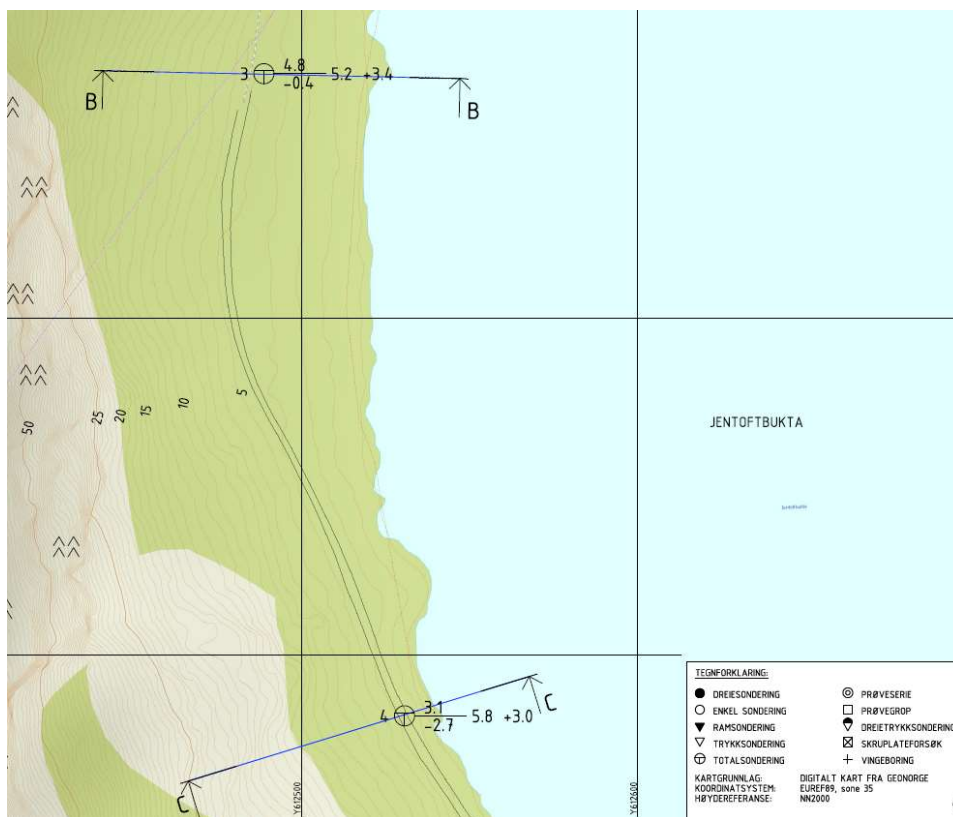 4.8
3 5.2 +3.4
-0.4
B
B
5
10
15
20
25
50
JENTOFTBUKTA
Jentoftbukta
3.1
4 5.8 +3.0
-2.7
C
C
Y612500
Y612600
TEGNFORKLARING:
DREIESONDERING
ENKEL SONDERING
RAMSONDERING
TRYKKSONDERING
TOTALSONDERING
PRØVESERIE
PRØVEGROP
DREIETRYKKSONDERING
SKRUPLATEFORSØK
VINGEBORING
KARTGRUNNLAG: DIGITALT KART FRA GEONORGE
KOORDINATSYSTEM: EUREF89, sone 35
HØYDEREFERANSE: NN2000